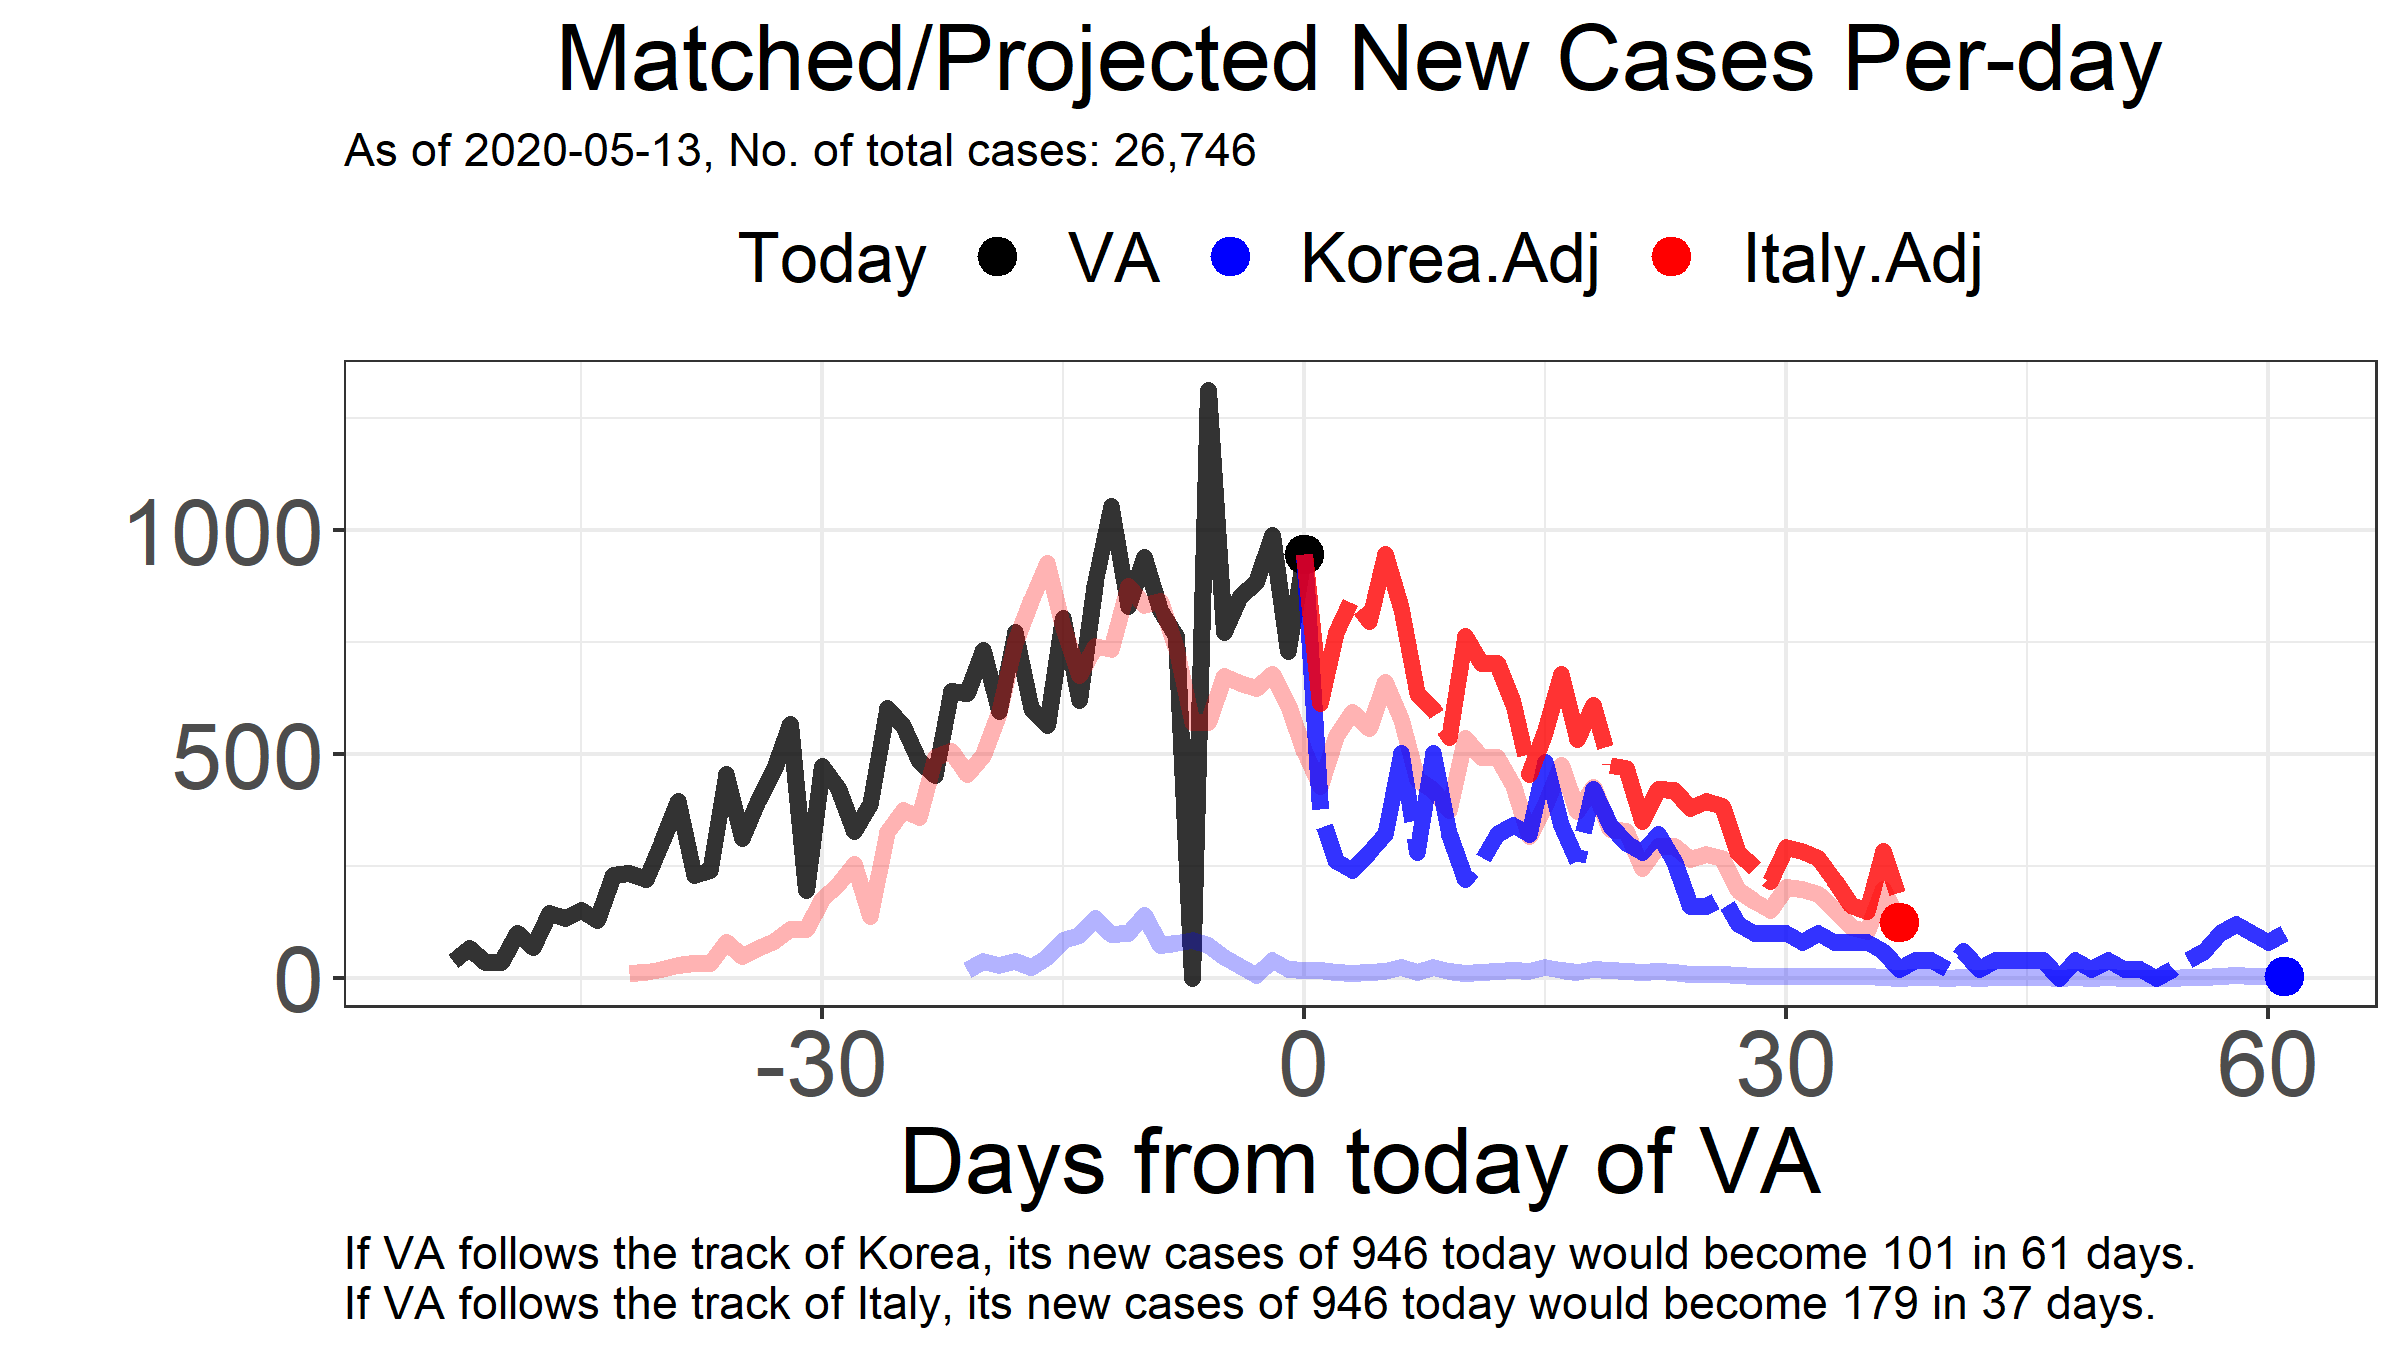 Matched/Projected New Cases Per-day
As of 2020-05-13, No. of total cases: 26,746
Today VA Korea.Adj Italy.Adj
1000
500
0
-30 0 30 60
Days from today of VA
If VA follows the track of Korea, its new cases of 946 today would become 101 in 61 days.
If VA follows the track of Italy, its new cases of 946 today would become 179 in 37 days.